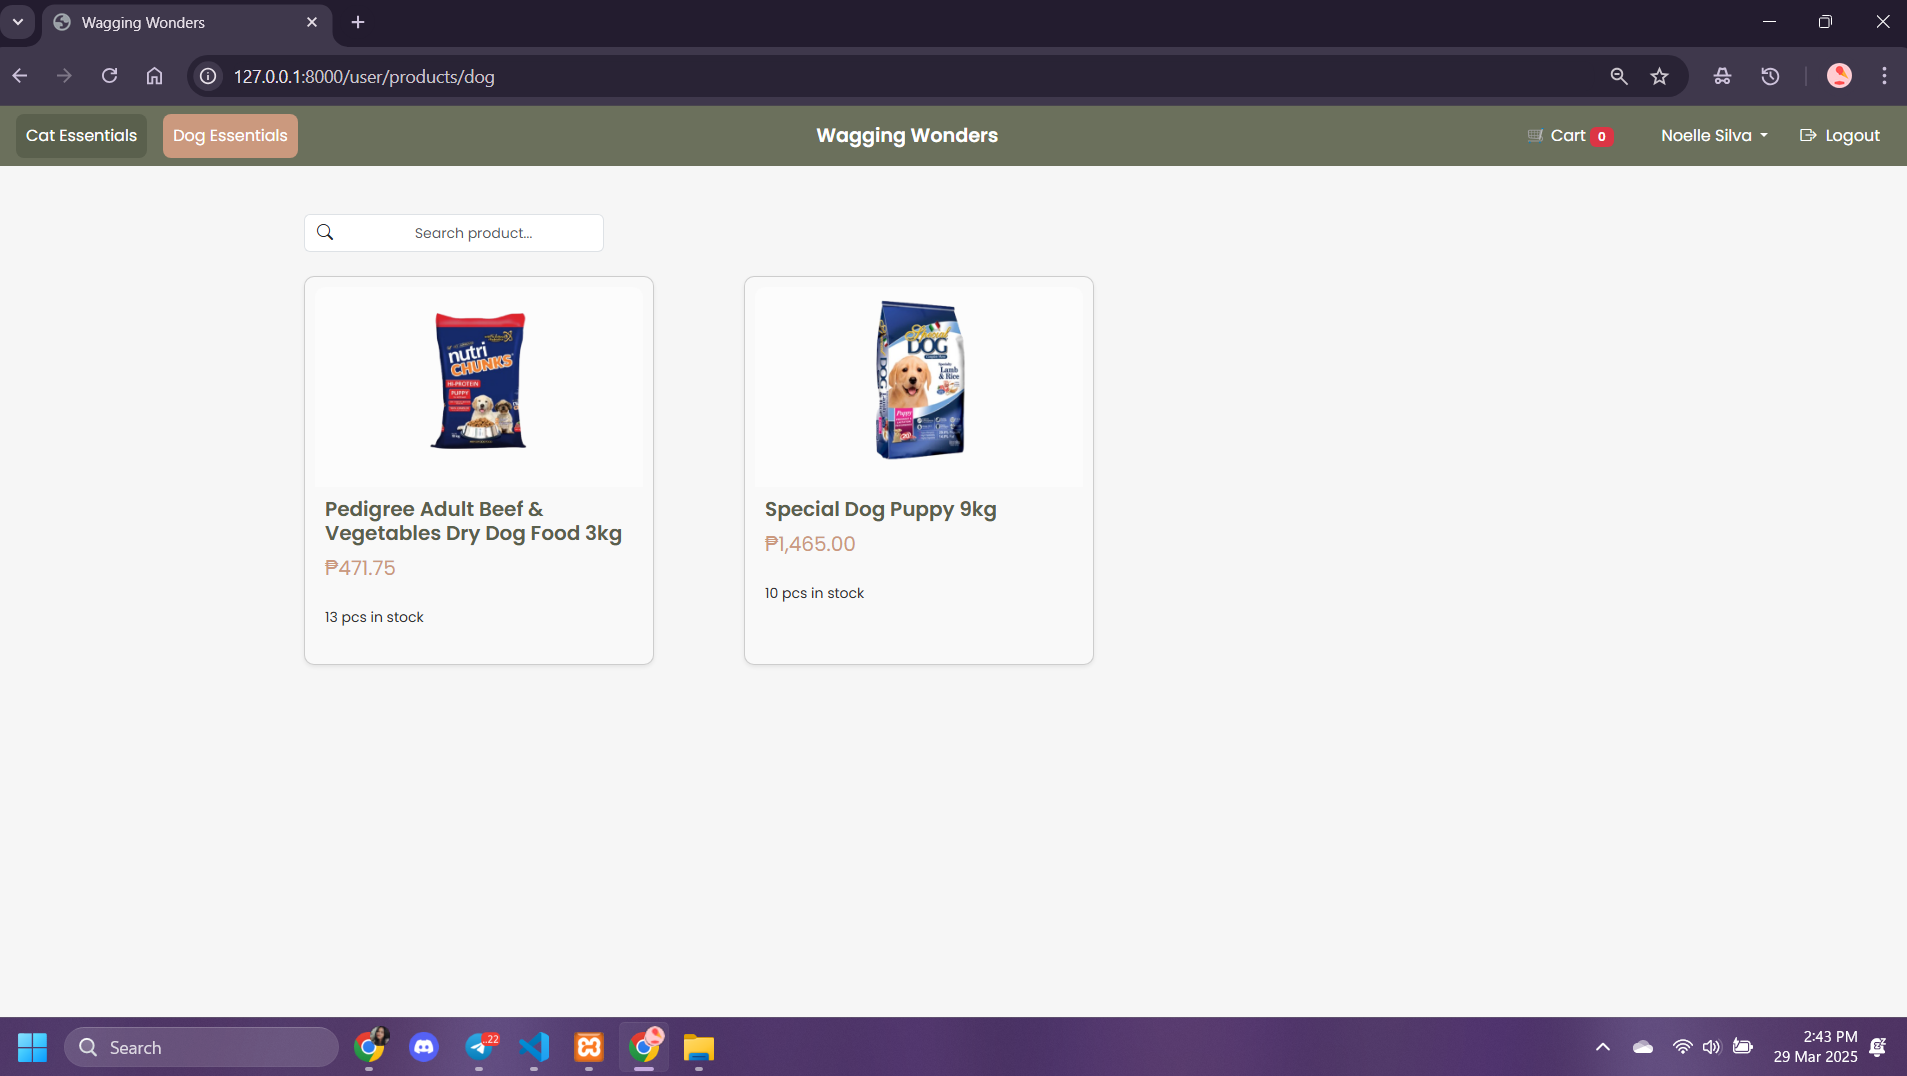 Wagging Wonders
127.0.0.1:8000/user/products/dog
Cat Essentials
Dog Essentials
Wagging Wonders
Cart 0
Noelle Silva
Logout
Search product...
nutri
CHUNKS
HI-PROTEIN
PUPPY
Special
DOG
Lamb
& Rice
Puppy
20
Pedigree Adult Beef &
Vegetables Dry Dog Food 3kg
₱471.75
13 pcs in stock
Special Dog Puppy 9kg
₱1,465.00
10 pcs in stock
Search
..22
2:43 PM
29 Mar 2025